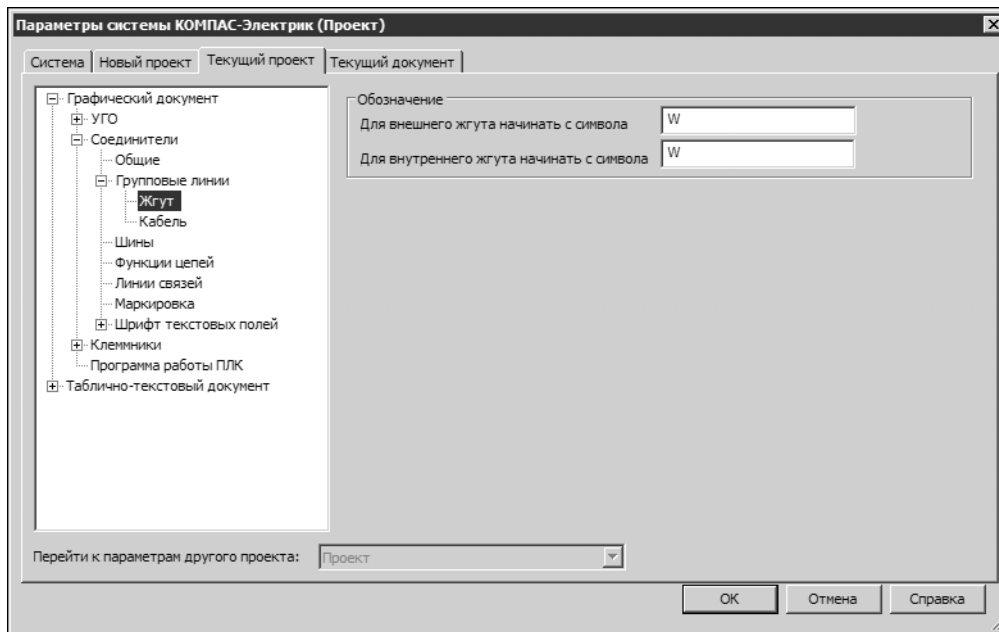 Параметры системы КОМПАС-Электрик (Проект)
Система
Новый проект
Текущий проект
Текущий документ
Графический документ
УГО
Соединители
Общие
Групповые линии
Жгут
Кабель
Шины
Функции цепей
Линии связей
Маркировка
Шрифт текстовых полей
Клеммники
Программа работы ПЛК
Таблично-текстовый документ
Обозначение
Для внешнего жгута начинать с символа
W
Для внутреннего жгута начинать с символа
W
Перейти к параметрам другого проекта:
Проект
OK
Отмена
Справка